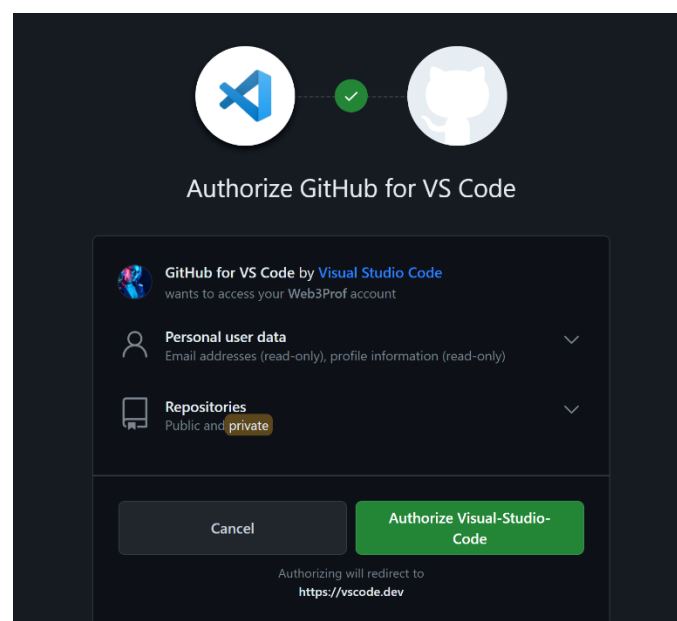 Authorize GitHub for VS Code
GitHub for VS Code by Visual Studio Code
wants to access your Web3Prof account
Personal user data
Email addresses (read-only), profile information (read-only)
Repositories
Public and private
Cancel
Authorize Visual-Studio-
Code
Authorizing will redirect to
https://vscode.dev